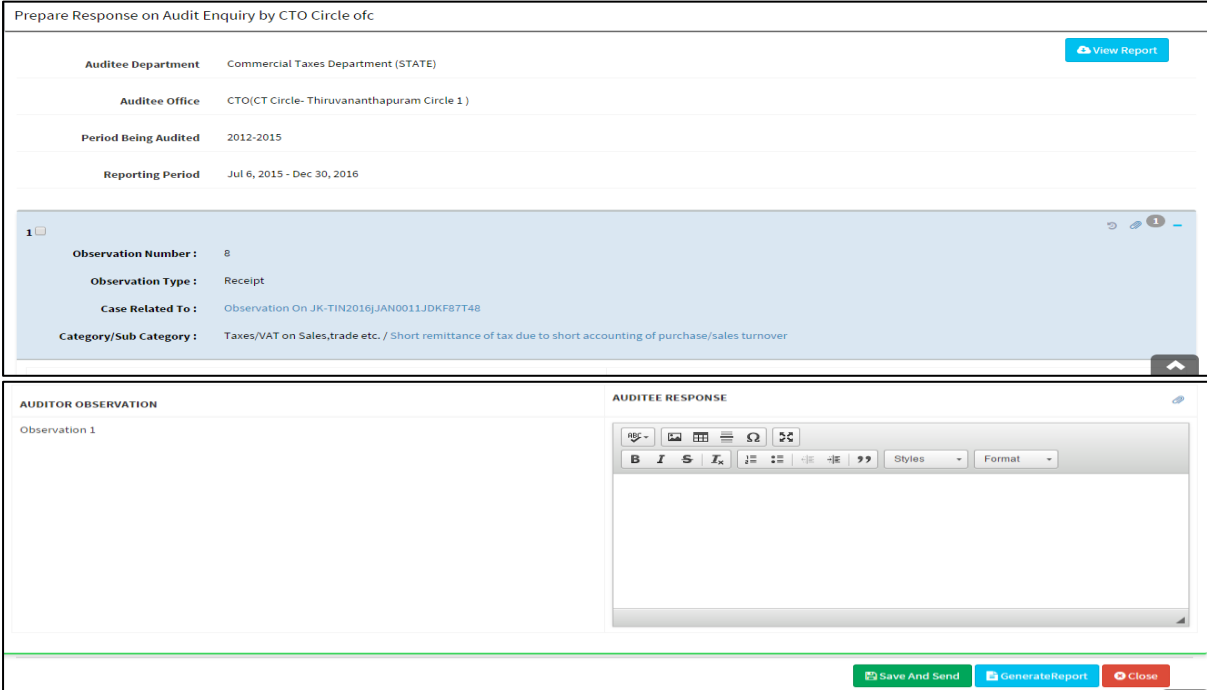 Prepare Response on Audit Enquiry by CTO Circle ofc
View Report
Auditee Department Commercial Taxes Department (STATE)
Auditee Office CTO(CT Circle- Thiruvananthapuram Circle 1 )
Period Being Audited 2012-2015
Reporting Period Jul 6, 2015 - Dec 30, 2016
1
1
Observation Number : 8
Observation Type : Receipt
Case Related To : Observation On JK-TIN2016JJAN0011JDKF87T48
Category/Sub Category : Taxes/VAT on Sales,trade etc. / Short remittance of tax due to short accounting of purchase/sales turnover
AUDITOR OBSERVATION
AUDITEE RESPONSE
Observation 1
ABC
Ω
B I S Ix Styles Format
Save And Send GenerateReport Close